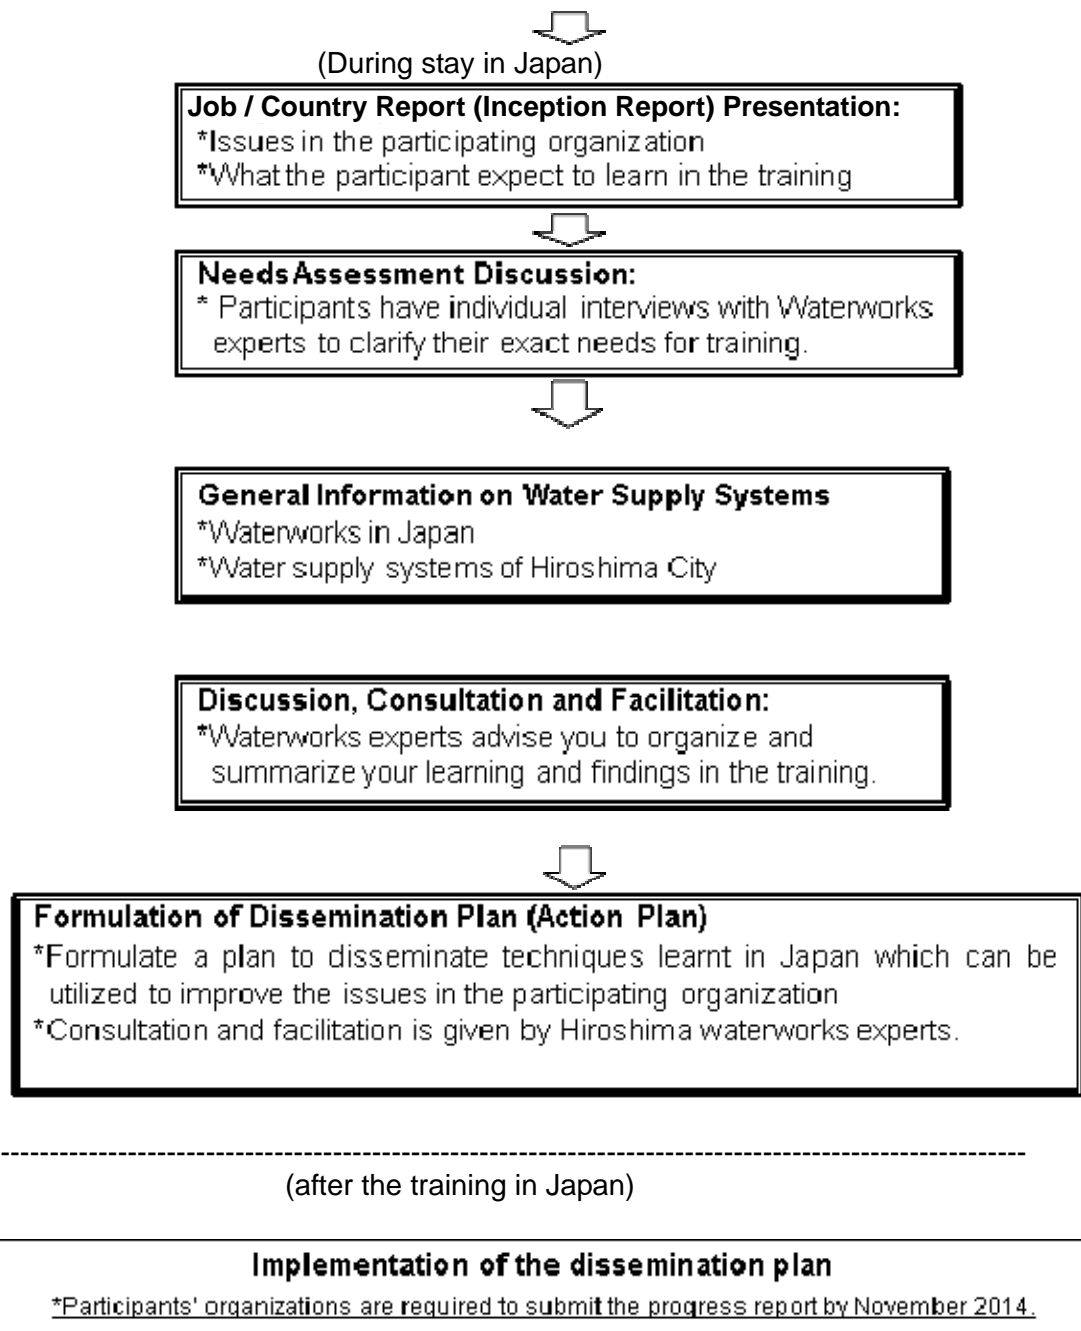 (During stay in Japan)
Job / Country Report (Inception Report) Presentation:
*Issues in the participating organization
*What the participant expect to learn in the training
Needs Assessment Discussion:
* Participants have individual interviews with Waterworks
experts to clarify their exact needs for training.
General Information on Water Supply Systems
*Waterworks in Japan
*Water supply systems of Hiroshima City
Discussion, Consultation and Facilitation:
*Waterworks experts advise you to organize and
summarize your learning and findings in the training.
Formulation of Dissemination Plan (Action Plan)
*Formulate a plan to disseminate techniques learnt in Japan which can be
utilized to improve the issues in the participating organization
*Consultation and facilitation is given by Hiroshima waterworks experts.
(after the training in Japan)
Implementation of the dissemination plan
*Participants' organizations are required to submit the progress report by November 2014.